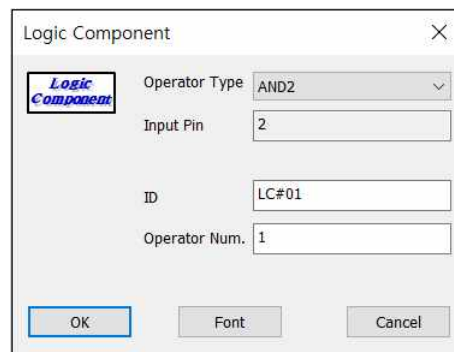 Logic Component
Logic
Component
Operator Type AND2
Input Pin 2
ID LC#01
Operator Num. 1
OK Font Cancel